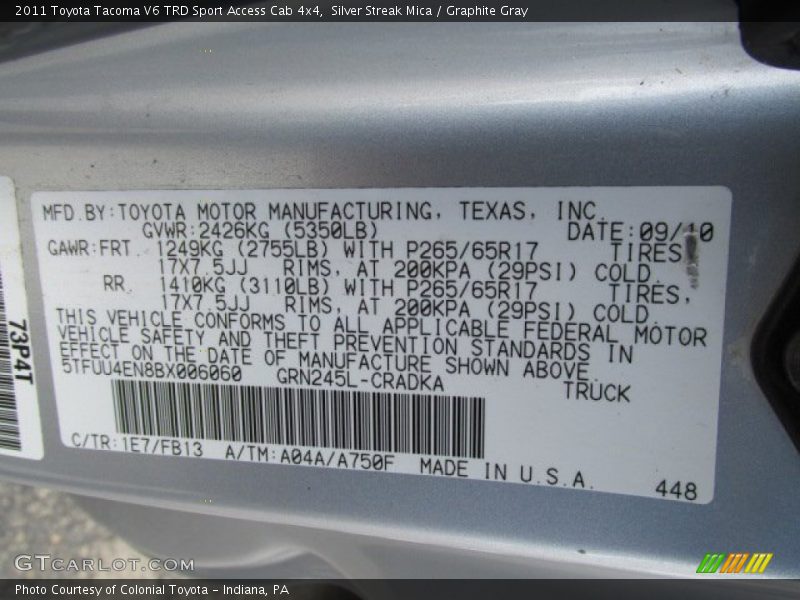 2011 Toyota Tacoma V6 TRD Sport Access Cab 4x4, Silver Streak Mica / Graphite Gray
MFD.BY:TOYOTA MOTOR MANUFACTURING, TEXAS, INC.
GVWR:2426KG (5350LB) DATE:09/10
GAWR:FRT 1249KG (2755LB) WITH P265/65R17 TIRES,
17X7.5JJ RIMS, AT 200KPA (29PSI) COLD.
RR 1410KG (3110LB) WITH P265/65R17 TIRES,
17X7.5JJ RIMS, AT 200KPA (29PSI) COLD.
THIS VEHICLE CONFORMS TO ALL APPLICABLE FEDERAL MOTOR
VEHICLE SAFETY AND THEFT PREVENTION STANDARDS IN
EFFECT ON THE DATE OF MANUFACTURE SHOWN ABOVE.
5TFUU4EN8BX006060 GRN245L-CRADKA TRUCK
C/TR:1E7/FB13 A/TM:A04A/A750F MADE IN U.S.A.
448
73P4T
GTCARLOT.COM
Photo Courtesy of Colonial Toyota - Indiana, PA